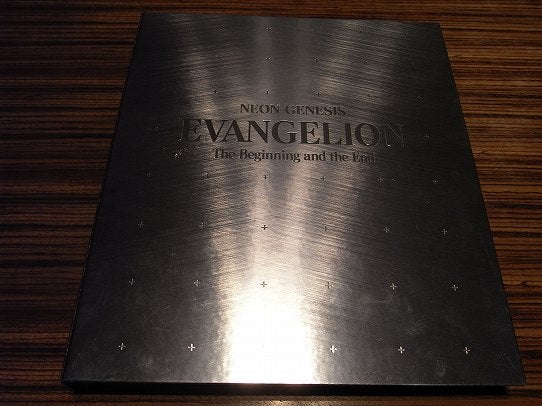 NEON GENESIS
EVANGELION
The Beginning and the End